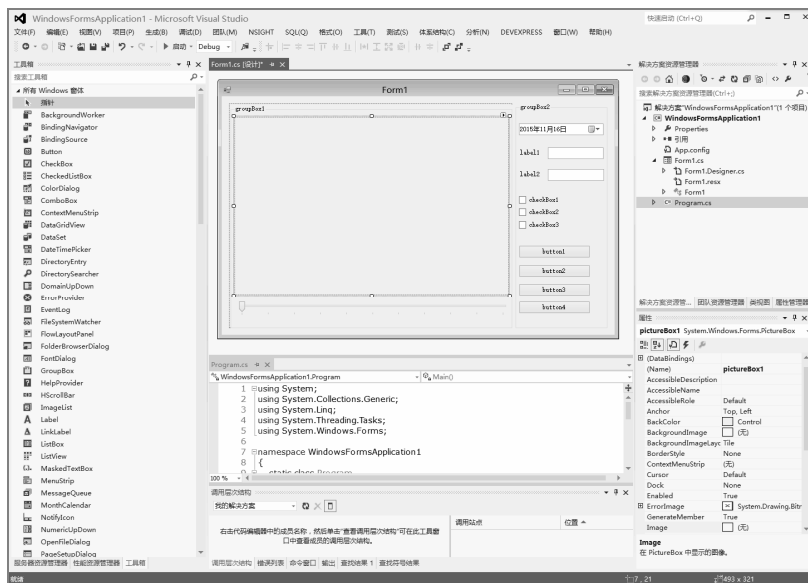 WindowsFormsApplication1 - Microsoft Visual Studio
快速启动 (Ctrl+Q)
文件(F) 编辑(E) 视图(V) 项目(P) 生成(B) 调试(D) 团队(M) NSIGHT SQL(Q) 格式(O) 工具(T) 测试(S) 体系结构(C) 分析(N) DEVEXPRESS 窗口(W) 帮助(H)
启动 Debug
工具箱
搜索工具箱
所有 Windows 窗体
指针
BackgroundWorker
BindingNavigator
BindingSource
Button
CheckBox
CheckedListBox
ColorDialog
ComboBox
ContextMenuStrip
DataGridView
DataSet
DateTimePicker
DirectoryEntry
DirectorySearcher
DomainUpDown
ErrorProvider
EventLog
FileSystemWatcher
FlowLayoutPanel
FolderBrowserDialog
FontDialog
GroupBox
HelpProvider
HScrollBar
ImageList
Label
LinkLabel
ListBox
ListView
MaskedTextBox
MenuStrip
MessageQueue
MonthCalendar
NotifyIcon
NumericUpDown
OpenFileDialog
PageSetupDialog
服务器资源管理器 性能资源管理器 工具箱
Form1.cs [设计]*
Form1
groupBox1
groupBox2
2015年11月16日
label1
label2
checkBox1
checkBox2
checkBox3
button1
button2
button3
button4
Program.cs
WindowsFormsApplication1.Program
Main()
1 using System;
2 using System.Collections.Generic;
3 using System.Linq;
4 using System.Threading.Tasks;
5 using System.Windows.Forms;
6
7 namespace WindowsFormsApplication1
8 {
9 static class Program
100 %
调用层次结构
我的解决方案
右击代码编辑器中的成员名称，然后单击"查看调用层次结构"可在此工具窗
口中查看成员的调用层次结构。
调用站点 位置
调用层次结构 错误列表 命令窗口 输出 查找结果 1 查找符号结果
解决方案资源管理器
搜索解决方案资源管理器(Ctrl+;)
解决方案"WindowsFormsApplication1"(1 个项目)
WindowsFormsApplication1
Properties
引用
App.config
Form1.cs
Form1.Designer.cs
Form1.resx
Form1
Program.cs
解决方案资源管... 团队资源管理器 类视图 属性管理器
属性
pictureBox1 System.Windows.Forms.PictureBox
(DataBindings)
(Name) pictureBox1
AccessibleDescription
AccessibleName
AccessibleRole Default
Anchor Top, Left
BackColor Control
BackgroundImage (无)
BackgroundImageLayc Tile
BorderStyle None
ContextMenuStrip (无)
Cursor Default
Dock None
Enabled True
ErrorImage System.Drawing.Bitr
GenerateMember True
Image (无)
Image
在 PictureBox 中显示的图像。
就绪
7 , 21
493 x 321